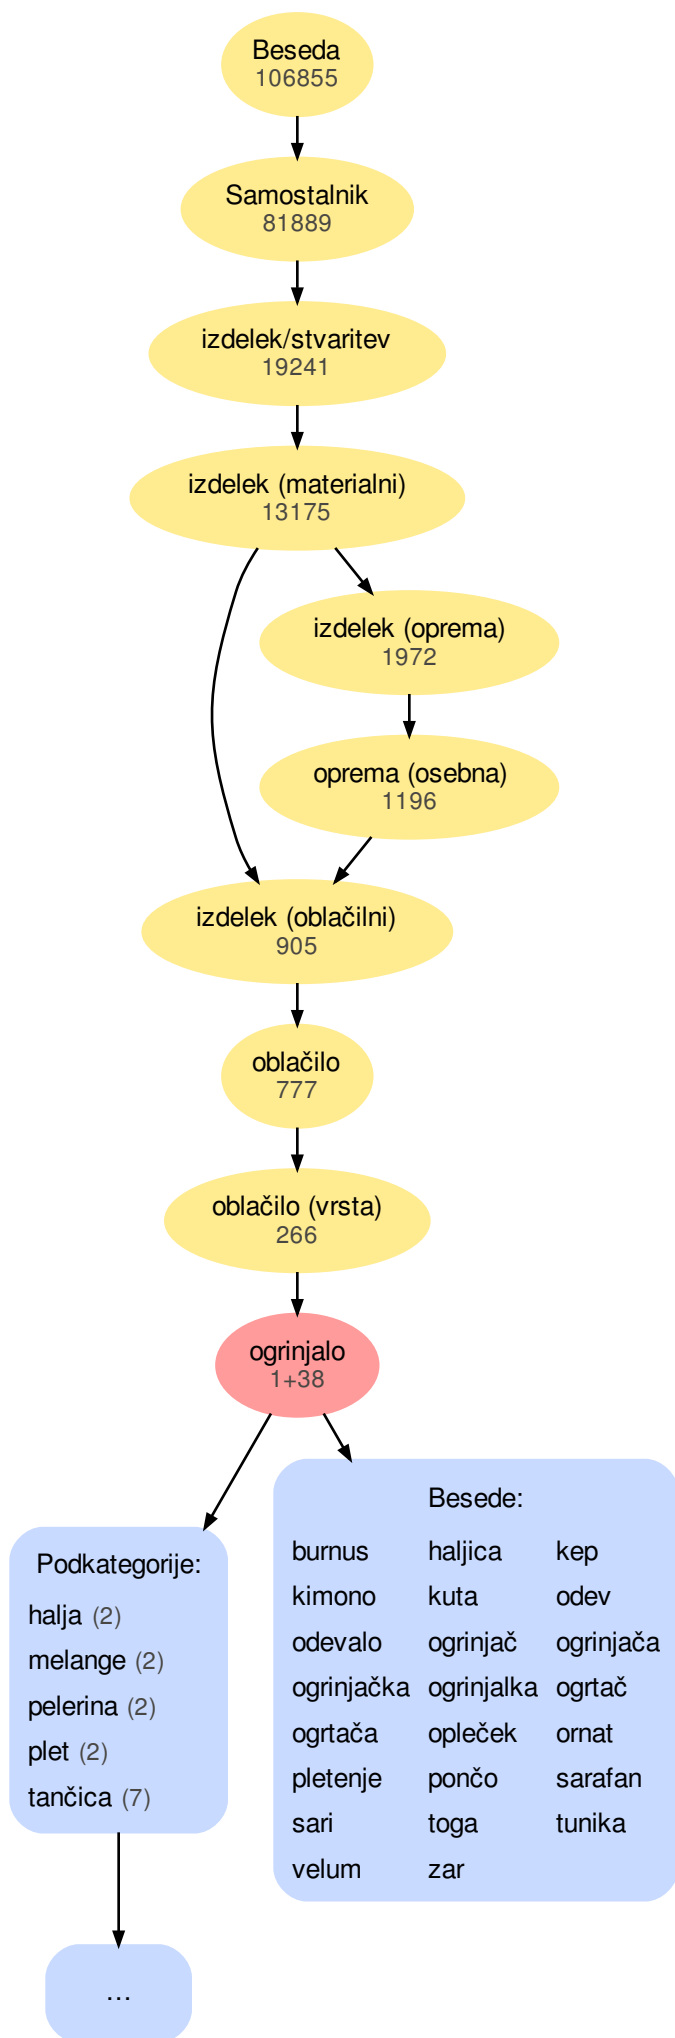 Beseda
106855
Samostalnik
81889
izdelek/stvaritev
19241
izdelek (materialni)
13175
izdelek (oprema)
1972
oprema (osebna)
1196
izdelek (oblačilni)
905
oblačilo
777
oblačilo (vrsta)
266
ogrinjalo
1+38
Podkategorije:
halja (2)
melange (2)
pelerina (2)
plet (2)
tančica (7)
...
Besede:
burnus haljica kep
kimono kuta odev
odevalo ogrinjač ogrinjača
ogrinjačka ogrinjalka ogrtač
ogrtača opleček ornat
pletenje pončo sarafan
sari toga tunika
velum zar